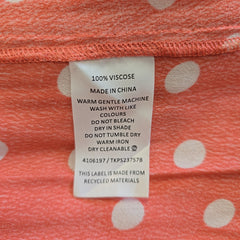 100% VISCOSE
MADE IN CHINA
WARM GENTLE MACHINE
WASH WITH LIKE
COLOURS
DO NOT BLEACH
DRY IN SHADE
DO NOT TUMBLE DRY
WARM IRON
DRY CLEANABLE
4106197 / TKPS237578
THIS LABEL IS MADE FROM
RECYCLED MATERIALS